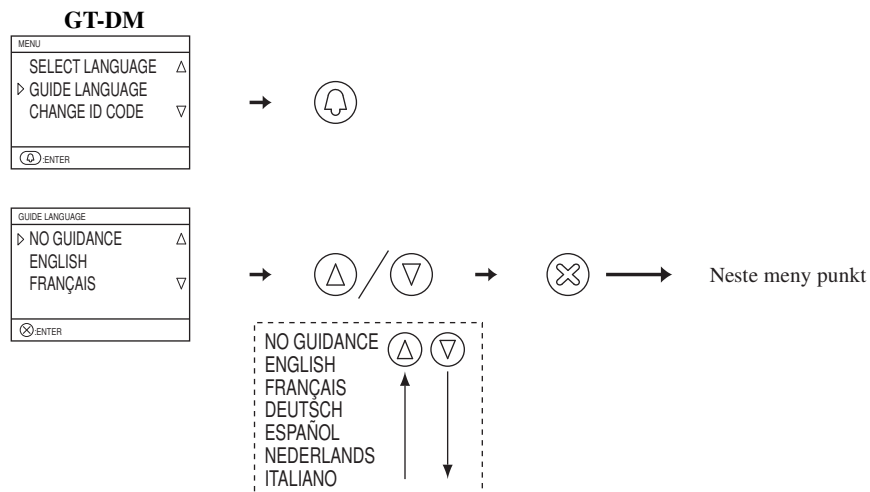 GT-DM
MENU
SELECT LANGUAGE
GUIDE LANGUAGE
CHANGE ID CODE
:ENTER
GUIDE LANGUAGE
NO GUIDANCE
ENGLISH
FRANÇAIS
:ENTER
Neste meny punkt
NO GUIDANCE
ENGLISH
FRANÇAIS
DEUTSCH
ESPAÑOL
NEDERLANDS
ITALIANO